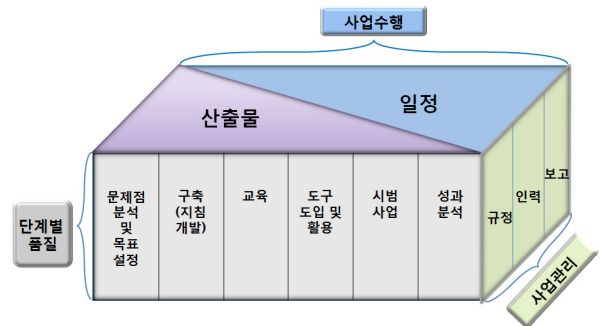 사업수행
산출물
일정
단계별
품질
문제점
분석
및
목표
설정
구축
(지침
개발)
교육
도구
도입 및
활용
시범
사업
성과
분석
규정
인력
보고
사업관리